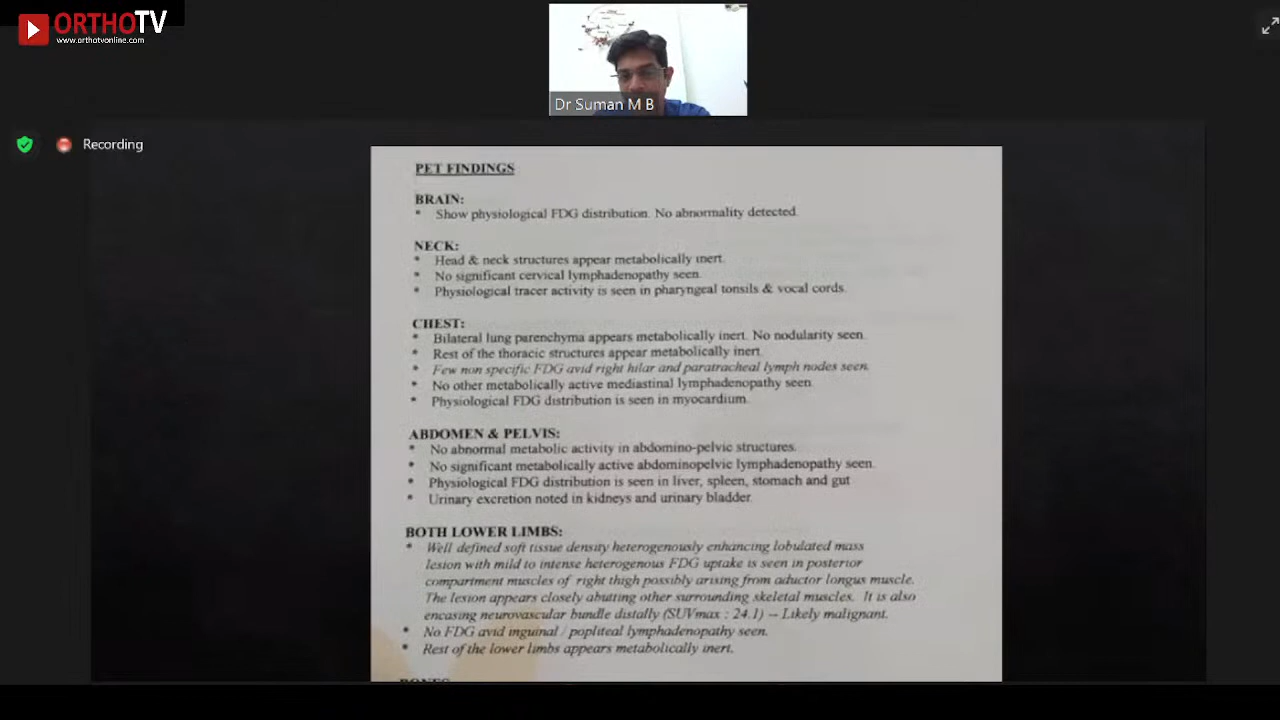 ORTHOTV
www.orthotvonline.com
Dr Suman M B
Recording
PET FINDINGS
BRAIN:
* Show physiological FDG distribution. No abnormality detected.
NECK:
* Head & neck structures appear metabolically inert.
* No significant cervical lymphadenopathy seen.
* Physiological tracer activity is seen in pharyngeal tonsils & vocal cords.
CHEST:
* Bilateral lung parenchyma appears metabolically inert. No nodularity seen.
* Rest of the thoracic structures appear metabolically inert.
* Few non specific FDG avid right hilar and paratracheal lymph nodes seen.
* No other metabolically active mediastinal lymphadenopathy seen.
* Physiological FDG distribution is seen in myocardium.
ABDOMEN & PELVIS:
* No abnormal metabolic activity in abdomino-pelvic structures.
* No significant metabolically active abdominopelvic lymphadenopathy seen.
* Physiological FDG distribution is seen in liver, spleen, stomach and gut
* Urinary excretion noted in kidneys and urinary bladder.
BOTH LOWER LIMBS:
* Well defined soft tissue density heterogenously enhancing lobulated mass
lesion with mild to intense heterogenous FDG uptake is seen in posterior
compartment muscles of right thigh possibly arising from aductor longus muscle.
The lesion appears closely abutting other surrounding skeletal muscles. It is also
encasing neurovascular bundle distally (SUVmax : 24.1) – Likely malignant.
* No FDG avid inguinal / popliteal lymphadenopathy seen.
* Rest of the lower limbs appears metabolically inert.